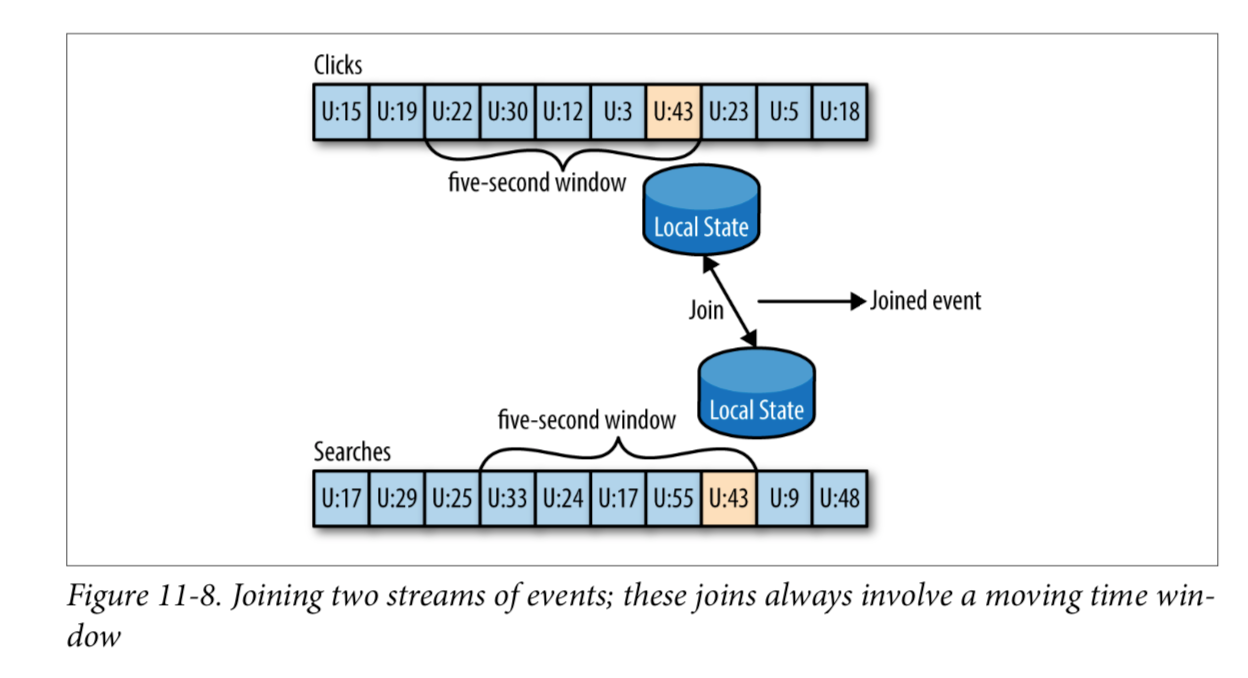 Clicks
U:15 U:19 U:22 U:30 U:12 U:3 U:43 U:23 U:5 U:18
five-second window
Local State
Join
Joined event
Local State
five-second window
Searches
U:17 U:29 U:25 U:33 U:24 U:17 U:55 U:43 U:9 U:48
Figure 11-8. Joining two streams of events; these joins always involve a moving time win-
dow